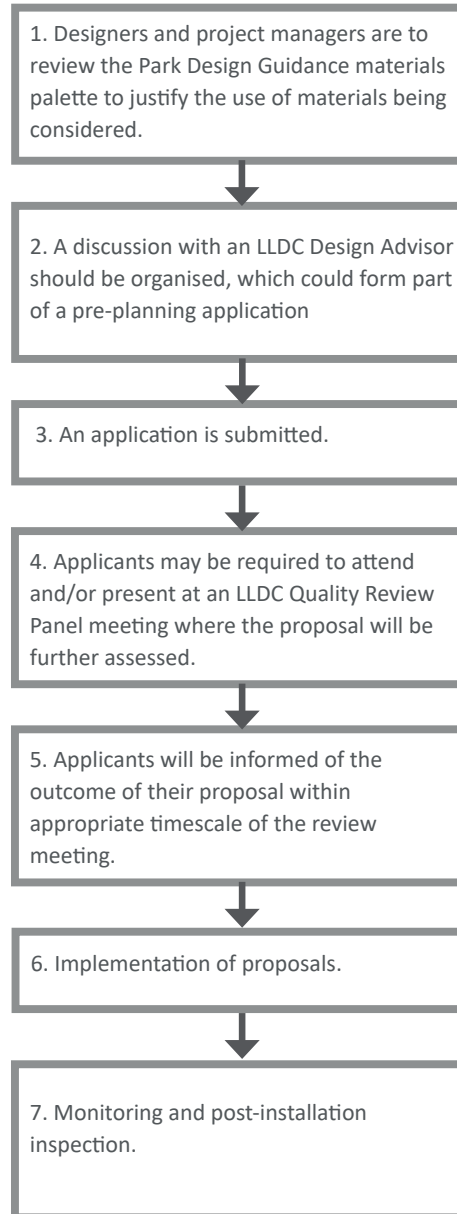 1. Designers and project managers are to
review the Park Design Guidance materials
palette to justify the use of materials being
considered.
2. A discussion with an LLDC Design Advisor
should be organised, which could form part
of a pre-planning application
3. An application is submitted.
4. Applicants may be required to attend
and/or present at an LLDC Quality Review
Panel meeting where the proposal will be
further assessed.
5. Applicants will be informed of the
outcome of their proposal within
appropriate timescale of the review
meeting.
6. Implementation of proposals.
7. Monitoring and post-installation
inspection.